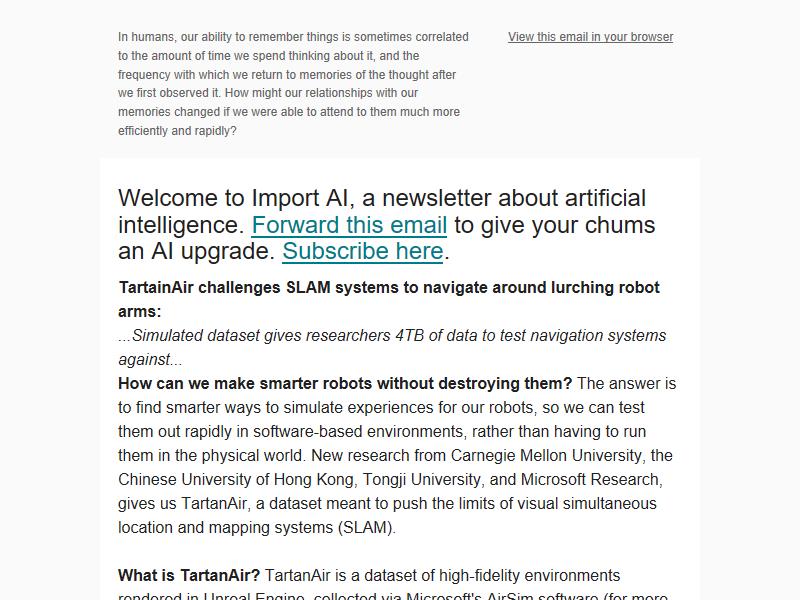 In humans, our ability to remember things is sometimes correlated
to the amount of time we spend thinking about it, and the
frequency with which we return to memories of the thought after
we first observed it. How might our relationships with our
memories changed if we were able to attend to them much more
efficiently and rapidly?
View this email in your browser
Welcome to Import AI, a newsletter about artificial
intelligence. Forward this email to give your chums
an AI upgrade. Subscribe here.
TartainAir challenges SLAM systems to navigate around lurching robot
arms:
...Simulated dataset gives researchers 4TB of data to test navigation systems
against...
How can we make smarter robots without destroying them? The answer is
to find smarter ways to simulate experiences for our robots, so we can test
them out rapidly in software-based environments, rather than having to run
them in the physical world. New research from Carnegie Mellon University, the
Chinese University of Hong Kong, Tongji University, and Microsoft Research,
gives us TartanAir, a dataset meant to push the limits of visual simultaneous
location and mapping systems (SLAM).
What is TartanAir? TartanAir is a dataset of high-fidelity environments
rendered in Unreal Engine, collected via Microsoft's AirSim software (for more